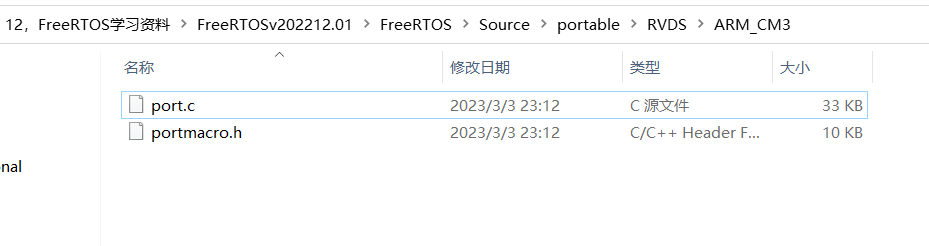 12，FreeRTOS学习资料 > FreeRTOSv202212.01 > FreeRTOS > Source > portable > RVDS > ARM_CM3
名称 修改日期 类型 大小
port.c 2023/3/3 23:12 C 源文件 33 KB
portmacro.h 2023/3/3 23:12 C/C++ Header F... 10 KB
onal